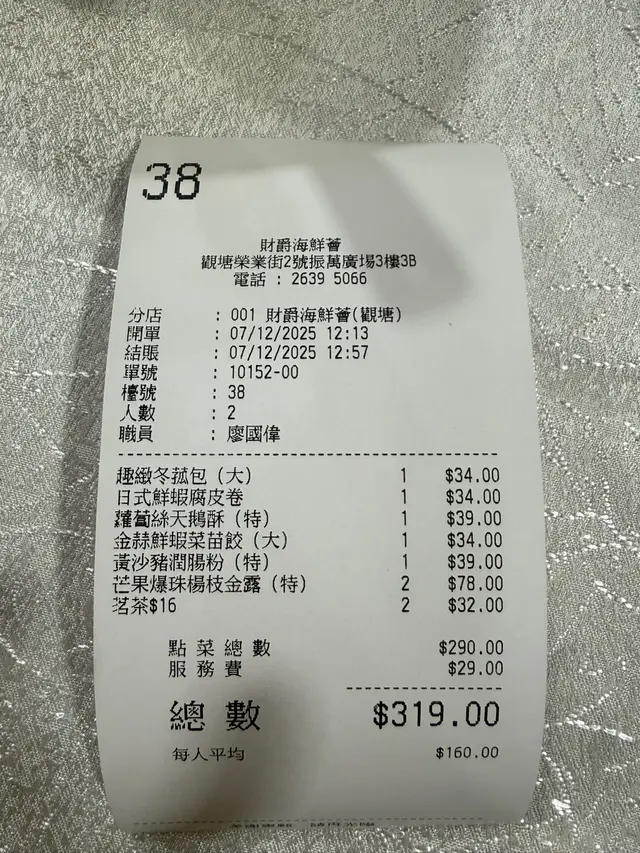 38
財爵海鮮薈
觀塘榮業街2號振萬廣場3樓3B
電話 : 2639 5066
分店 : 001 財爵海鮮薈(觀塘)
開單 : 07/12/2025 12:13
結賬 : 07/12/2025 12:57
單號 : 10152-00
檯號 : 38
人數 : 2
職員 : 廖國偉
趣緻冬菰包 (大) 1 $34.00
日式鮮蝦腐皮卷 1 $34.00
蘿蔔絲天鵝酥 (特) 1 $39.00
金赫鮮蝦菜苗餃 (大) 1 $34.00
黃沙豬潤腸粉 (特) 1 $39.00
芒果爆珠楊枝金露 (特) 2 $78.00
茗茶$16 2 $32.00
點菜總數 $290.00
服務費 $29.00
總數 $319.00
每人平均 $160.00